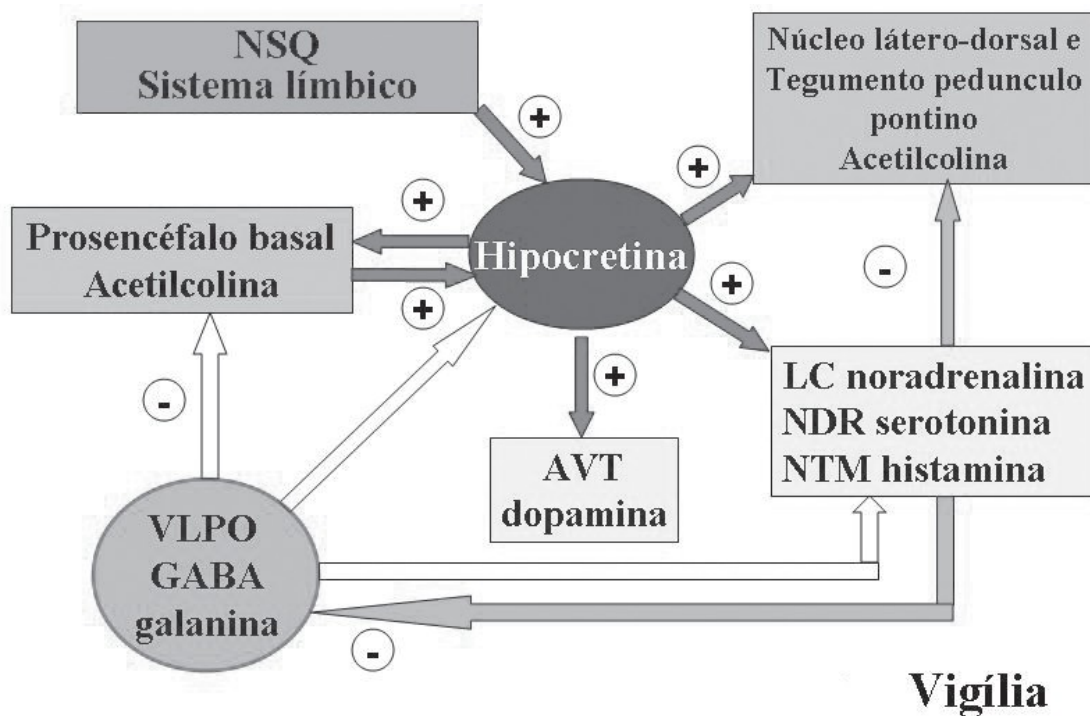 NSQ
Sistema límbico
Núcleo látero-dorsal e
Tegumento pedunculo
pontino
Acetilcolina
+
+
+
Prosencéfalo basal
Acetilcolina
Hipocretina
-
+
+
+
LC noradrenalina
NDR serotonina
NTM histamina
-
AVT
dopamina
VLPO
GABA
galanina
-
Vigília